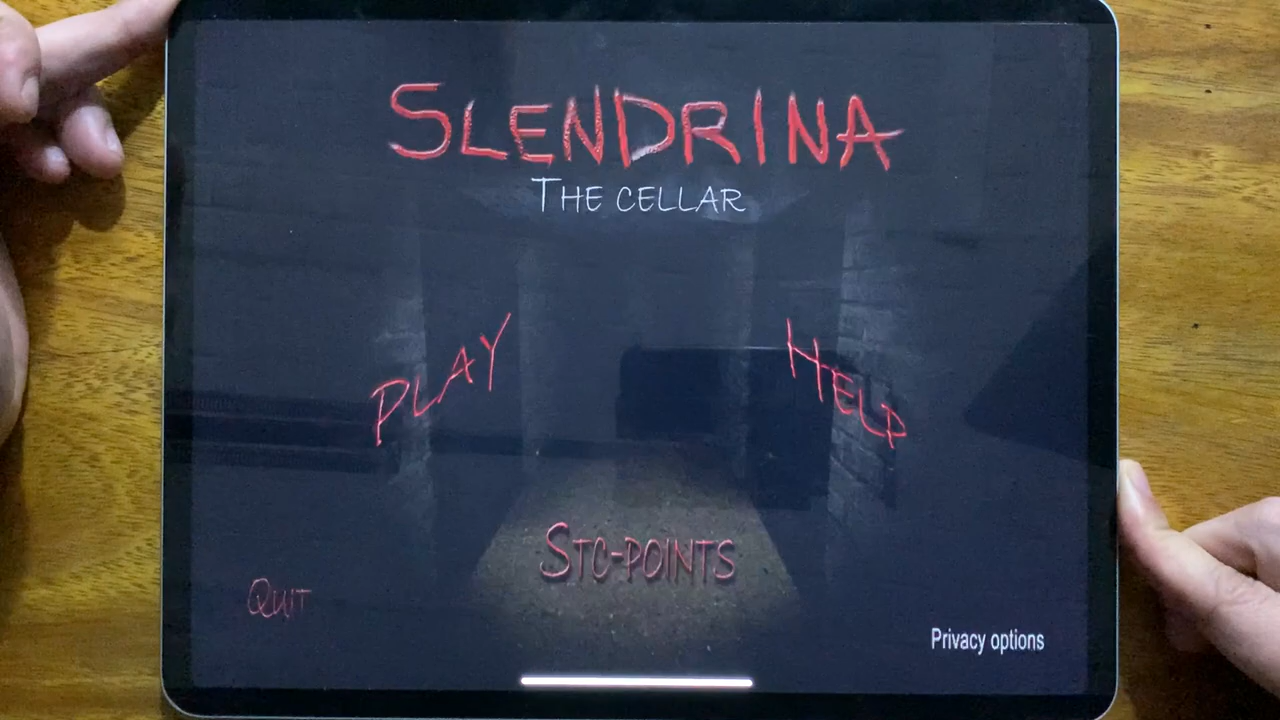 SLENDRINA
THE CELLAR
PLAY
HELP
STC-POINTS
QUIT
Privacy options